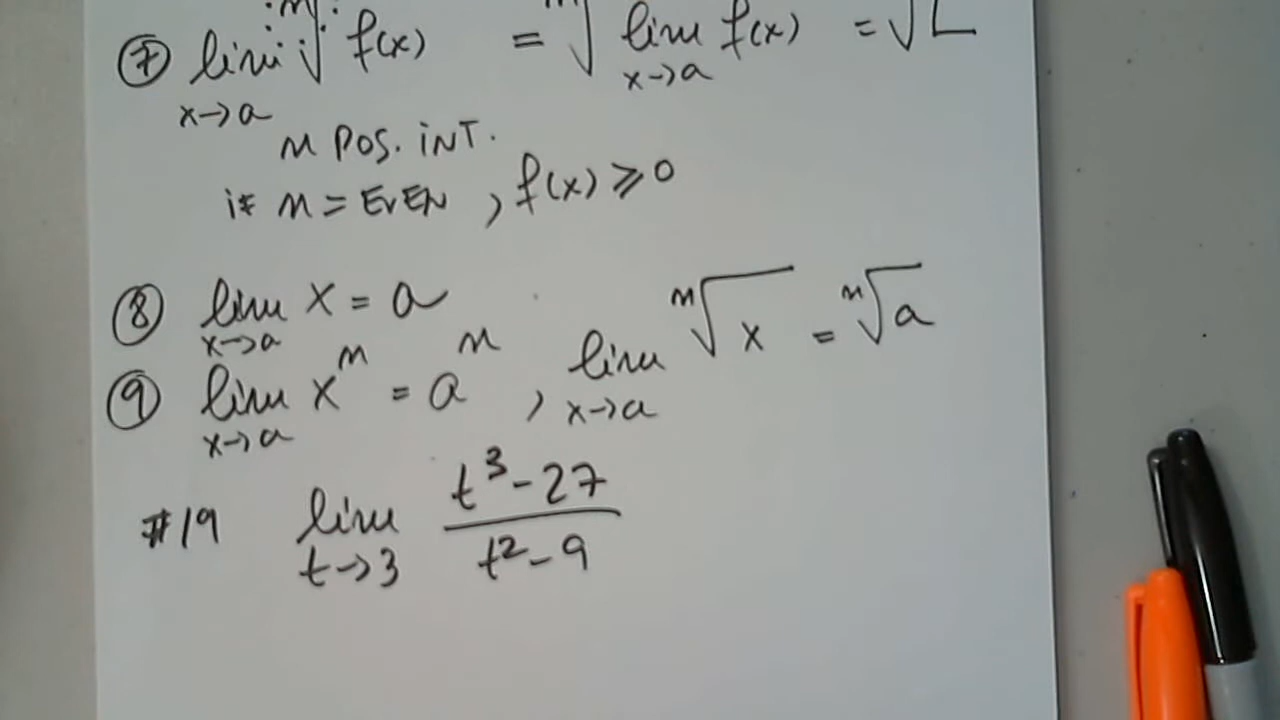 ⑦ lim ⁿ√f(x) = ⁿ√lim f(x) = √L
x→a x→a
n POS. INT.
if n = EVEN, f(x) ≥ 0
⑧ lim x = a
x→a
⑨ lim xⁿ = aⁿ, lim ⁿ√x = ⁿ√a
x→a x→a
#19 lim (t³-27)/(t²-9)
t→3